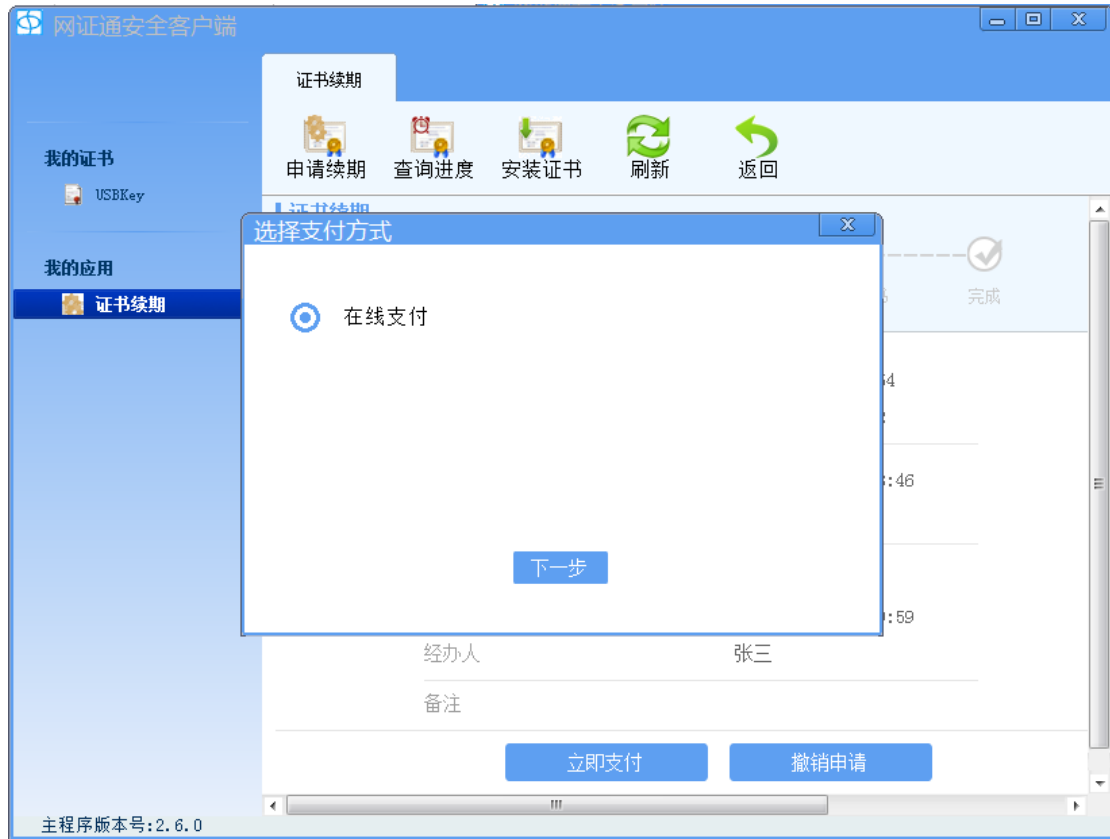 网证通安全客户端
证书续期
申请续期 查询进度 安装证书 刷新 返回
我的证书
USBKey
我的应用
证书续期
证书续期
完成
选择支付方式
在线支付
下一步
:46
:59
经办人 张三
备注
立即支付 撤销申请
主程序版本号:2.6.0